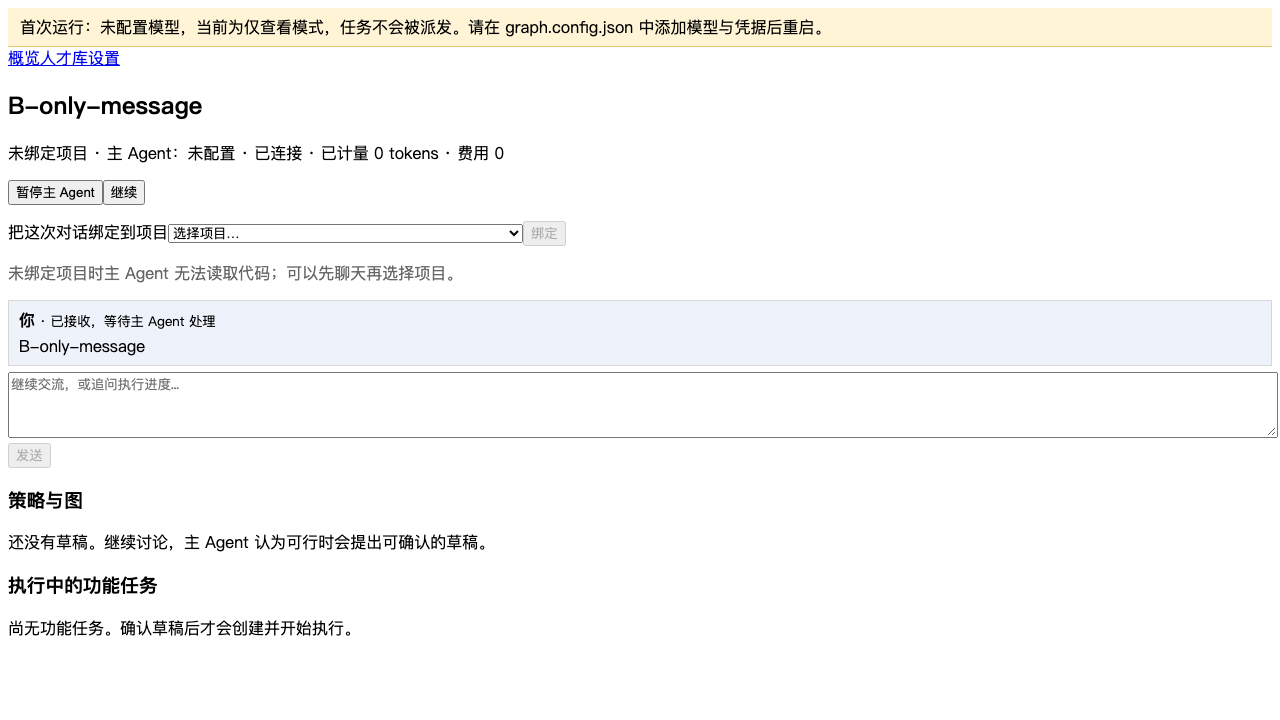 首次运行：未配置模型，当前为仅查看模式，任务不会被派发。请在 graph.config.json 中添加模型与凭据后重启。
概览人才库设置
B-only-message
未绑定项目 · 主 Agent：未配置 · 已连接 · 已计量 0 tokens · 费用 0
暂停主 Agent 继续
把这次对话绑定到项目 选择项目… 绑定
未绑定项目时主 Agent 无法读取代码；可以先聊天再选择项目。
你 · 已接收，等待主 Agent 处理
B-only-message
继续交流，或追问执行进度…
发送
策略与图
还没有草稿。继续讨论，主 Agent 认为可行时会提出可确认的草稿。
执行中的功能任务
尚无功能任务。确认草稿后才会创建并开始执行。